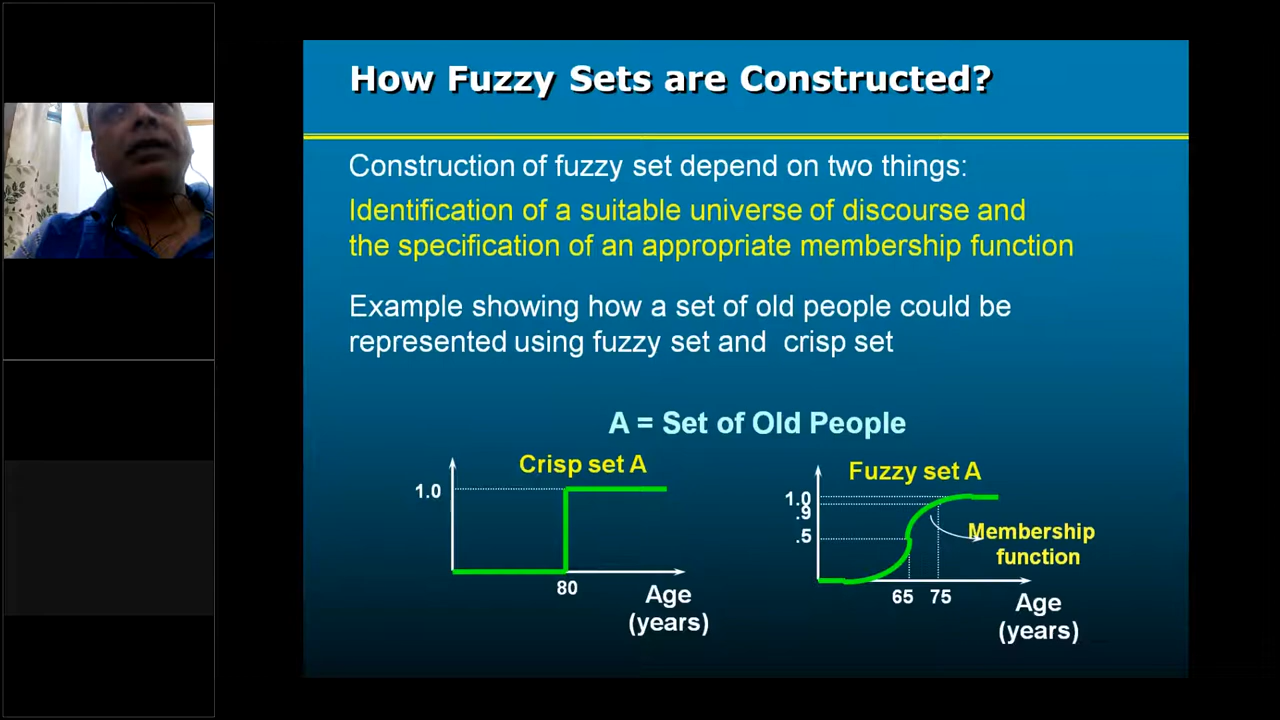 How Fuzzy Sets are Constructed?
Construction of fuzzy set depend on two things:
Identification of a suitable universe of discourse and
the specification of an appropriate membership function
Example showing how a set of old people could be
represented using fuzzy set and crisp set
A = Set of Old People
Crisp set A
1.0
80
Age
(years)
Fuzzy set A
1.0
.9
.5
Membership
function
65 75
Age
(years)